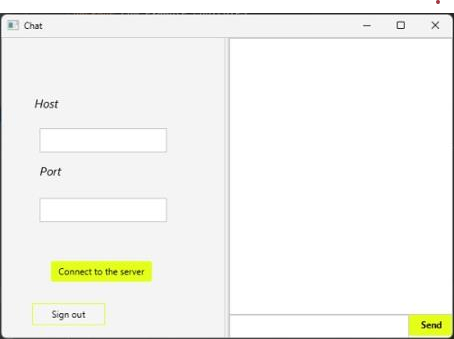 Chat
Host
Port
Connect to the server
Sign out
Send